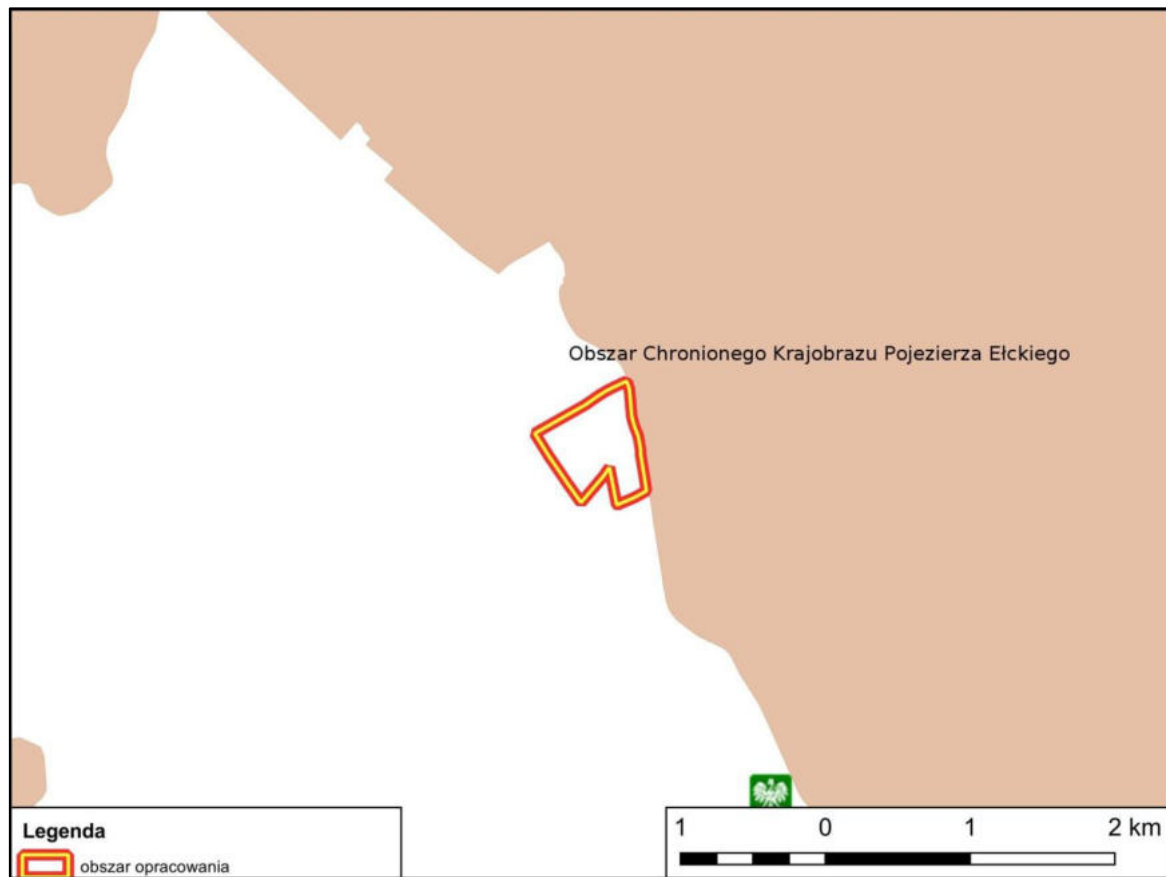 Obszar Chronionego Krajobrazu Pojezierza Ełckiego
Legenda
obszar opracowania
1 0 1 2 km